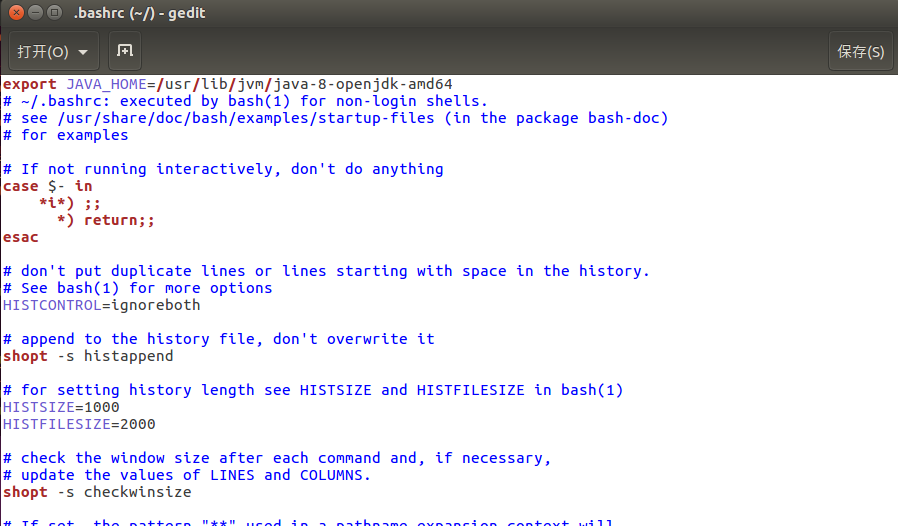 .bashrc (~/) - gedit
打开(O)
保存(S)
export JAVA_HOME=/usr/lib/jvm/java-8-openjdk-amd64
# ~/.bashrc: executed by bash(1) for non-login shells.
# see /usr/share/doc/bash/examples/startup-files (in the package bash-doc)
# for examples

# If not running interactively, don't do anything
case $- in
    *i*) ;;
      *) return;;
esac

# don't put duplicate lines or lines starting with space in the history.
# See bash(1) for more options
HISTCONTROL=ignoreboth

# append to the history file, don't overwrite it
shopt -s histappend

# for setting history length see HISTSIZE and HISTFILESIZE in bash(1)
HISTSIZE=1000
HISTFILESIZE=2000

# check the window size after each command and, if necessary,
# update the values of LINES and COLUMNS.
shopt -s checkwinsize

# If set, the pattern "**" used in a pathname expansion context will